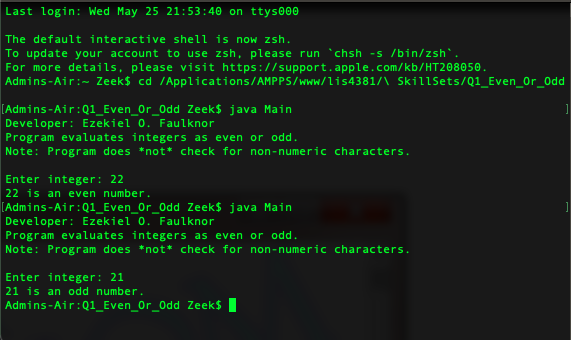 Last login: Wed May 25 21:53:40 on ttys000

The default interactive shell is now zsh.
To update your account to use zsh, please run `chsh -s /bin/zsh`.
For more details, please visit https://support.apple.com/kb/HT208050.
Admins-Air:~ Zeek$ cd /Applications/AMPPS/www/lis4381/\ SkillSets/Q1_Even_Or_Odd

[Admins-Air:Q1_Even_Or_Odd Zeek$ java Main ]
Developer: Ezekiel O. Faulknor
Program evaluates integers as even or odd.
Note: Program does *not* check for non-numeric characters.

Enter integer: 22
22 is an even number.
[Admins-Air:Q1_Even_Or_Odd Zeek$ java Main ]
Developer: Ezekiel O. Faulknor
Program evaluates integers as even or odd.
Note: Program does *not* check for non-numeric characters.

Enter integer: 21
21 is an odd number.
Admins-Air:Q1_Even_Or_Odd Zeek$